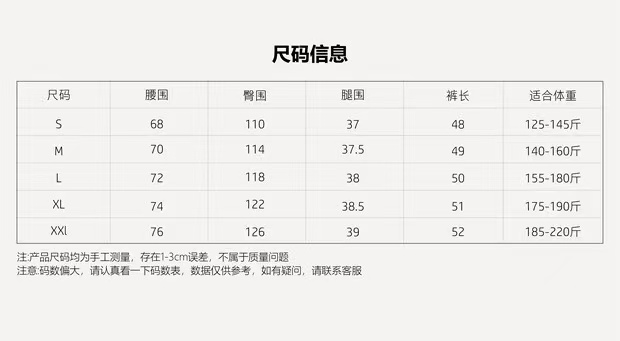 尺码信息
尺码 腰围 臀围 腿围 裤长 适合体重
S 68 110 37 48 125-145斤
M 70 114 37.5 49 140-160斤
L 72 118 38 50 155-180斤
XL 74 122 38.5 51 175-190斤
XXl 76 126 39 52 185-220斤
注:产品尺码均为手工测量，存在1-3cm误差，不属于质量问题
注意:码数偏大，请认真看一下码数表，数据仅供参考，如有疑问，请联系客服